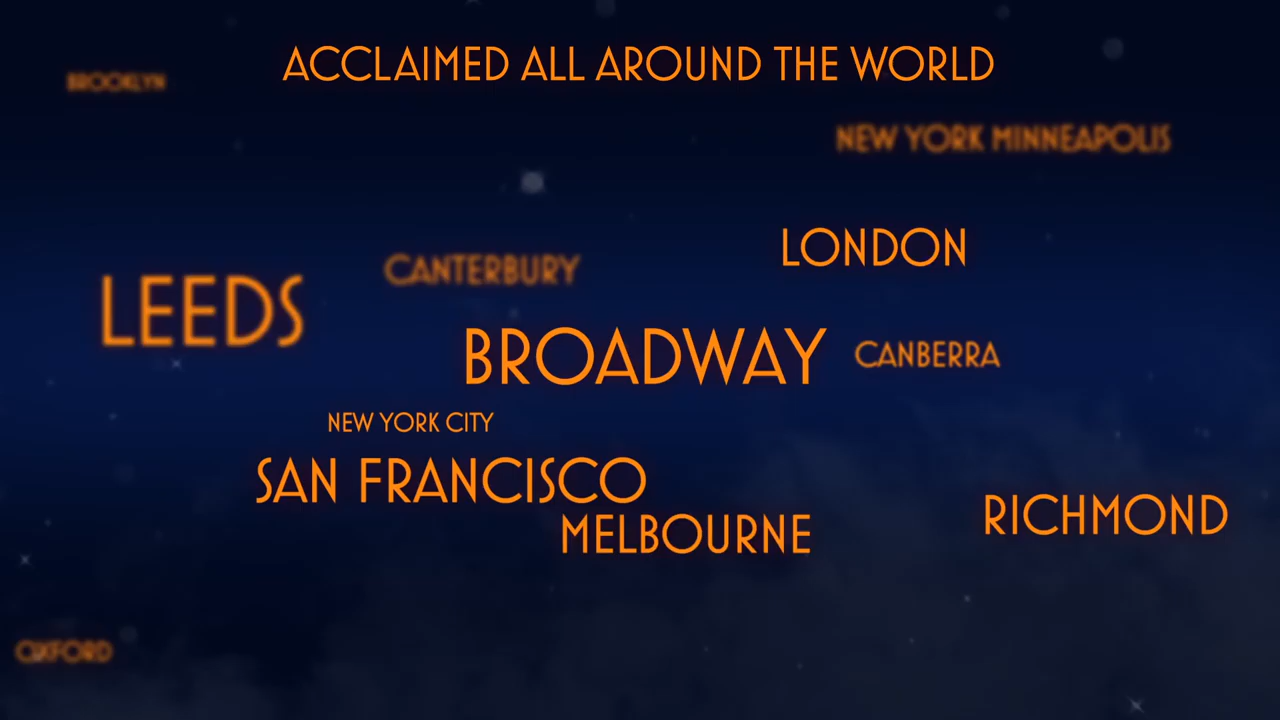 ACCLAIMED ALL AROUND THE WORLD
BROOKLYN
NEW YORK MINNEAPOLIS
LONDON
CANTERBURY
LEEDS
BROADWAY
CANBERRA
NEW YORK CITY
SAN FRANCISCO
RICHMOND
MELBOURNE
OXFORD